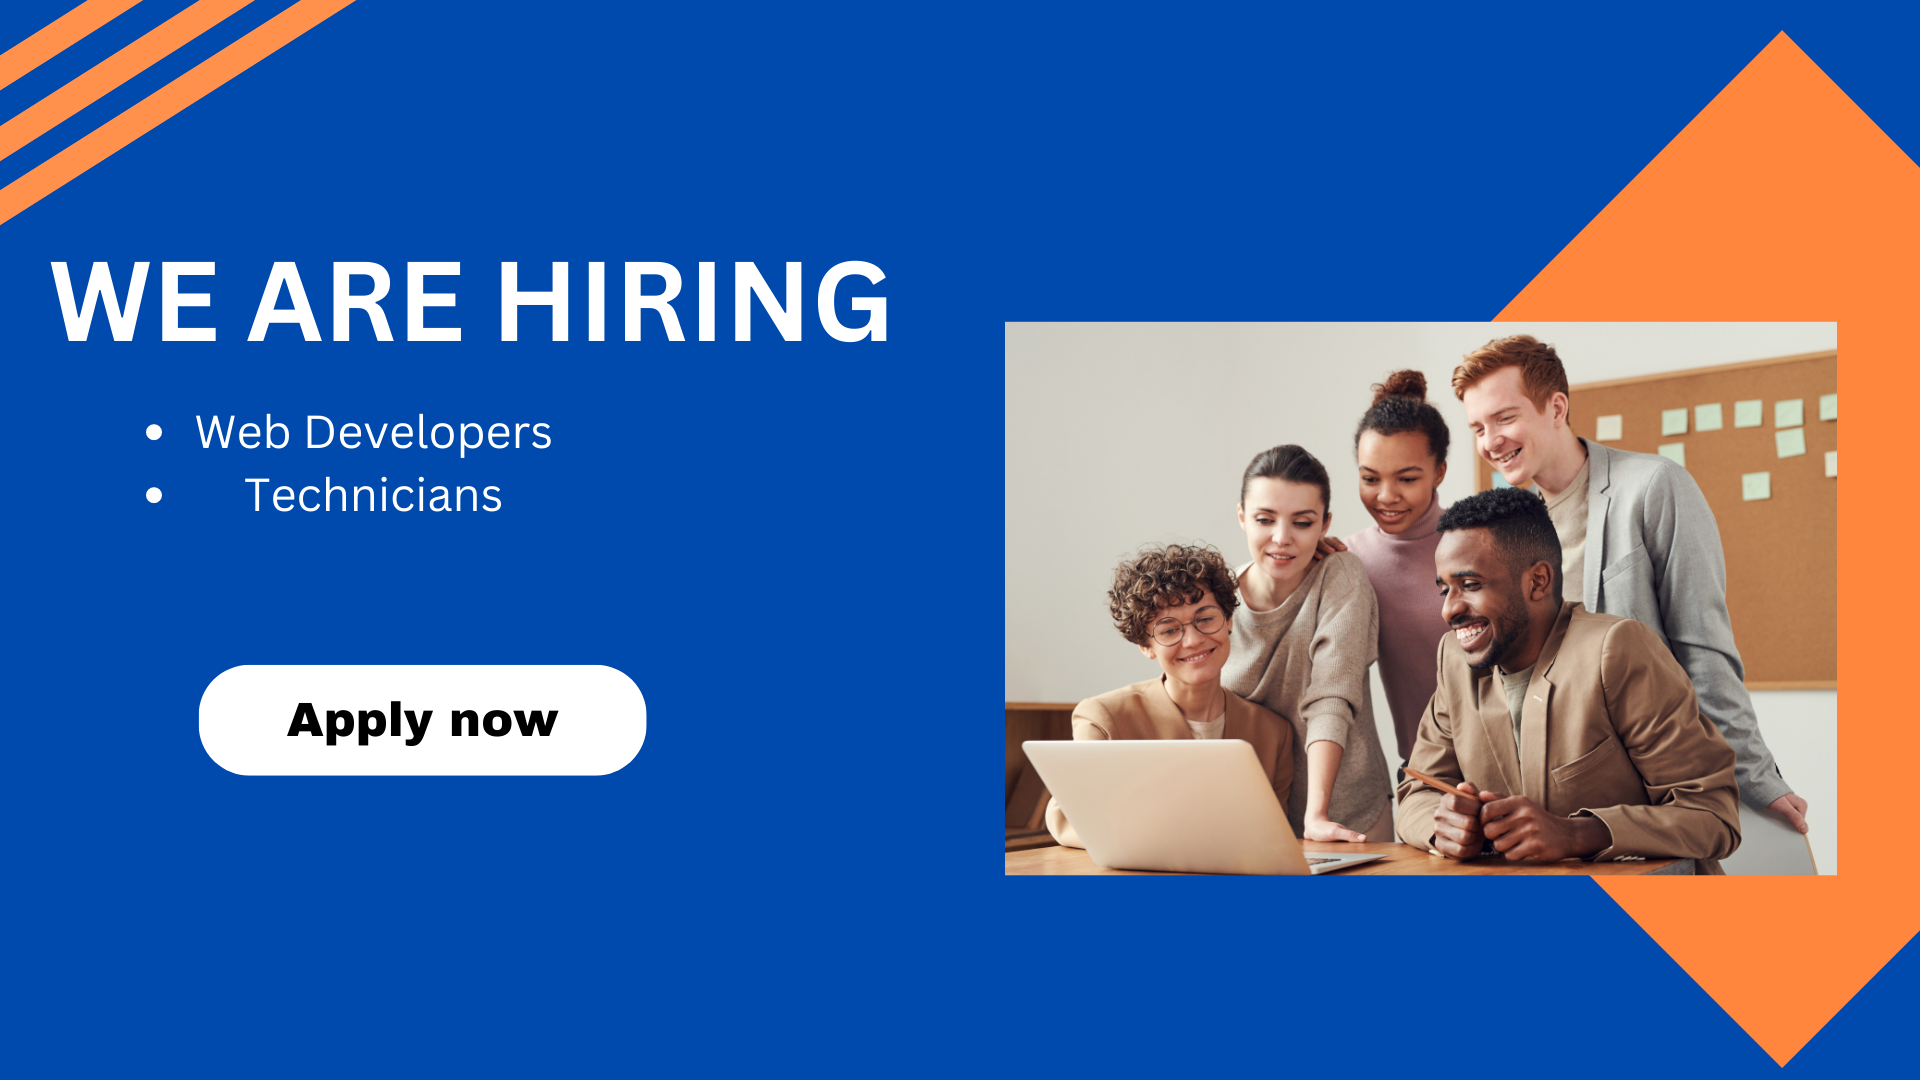 WE ARE HIRING
• Web Developers
• Technicians
Apply now